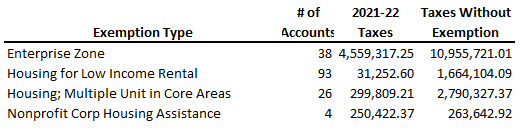 # of 2021-22 Taxes Without
Exemption Type Accounts Taxes Exemption
Enterprise Zone 38 4,559,317.25 10,955,721.01
Housing for Low Income Rental 93 31,252.60 1,664,104.09
Housing; Multiple Unit in Core Areas 26 299,809.21 2,790,327.37
Nonprofit Corp Housing Assistance 4 250,422.37 263,642.92